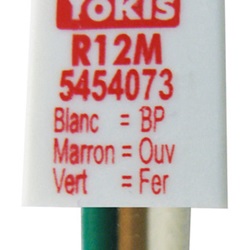 YOKIS
R12M
5454073
Blanc = BP
Marron = Ouv
Vert = Fer